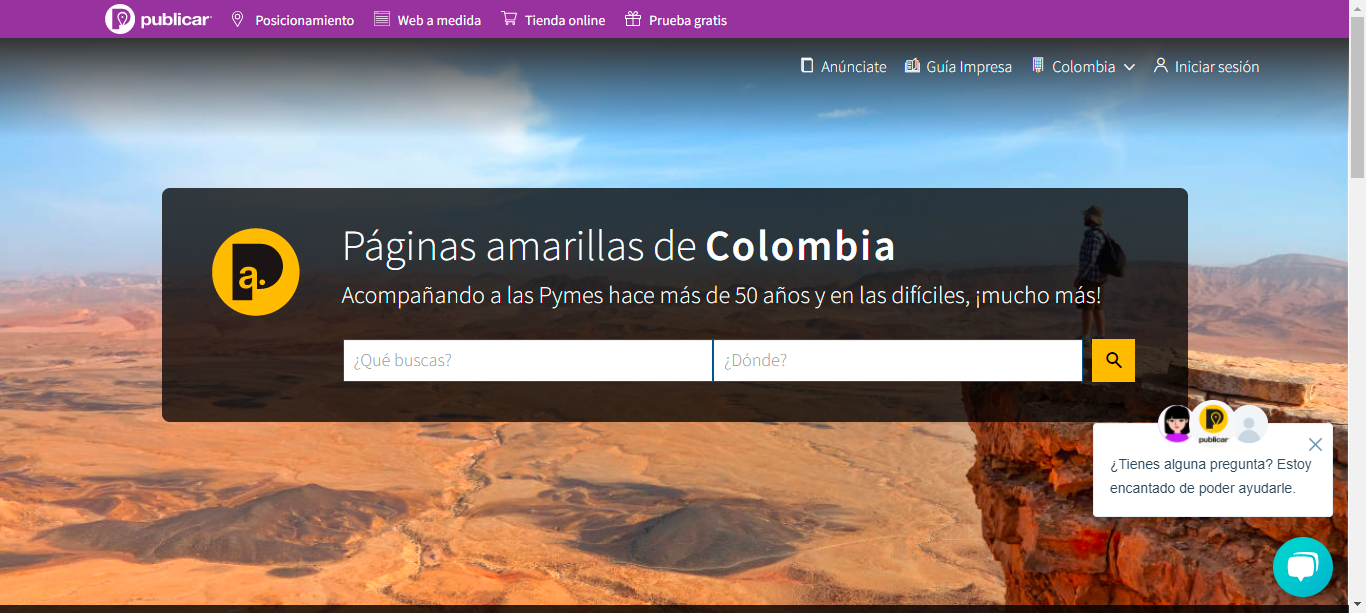 publicar
Posicionamiento
Web a medida
Tienda online
Prueba gratis
Anúnciate
Guía Impresa
Colombia
Iniciar sesión
a.
Páginas amarillas de Colombia
Acompañando a las Pymes hace más de 50 años y en las difíciles, ¡mucho más!
¿Qué buscas?
¿Dónde?
publicar
¿Tienes alguna pregunta? Estoy
encantado de poder ayudarle.